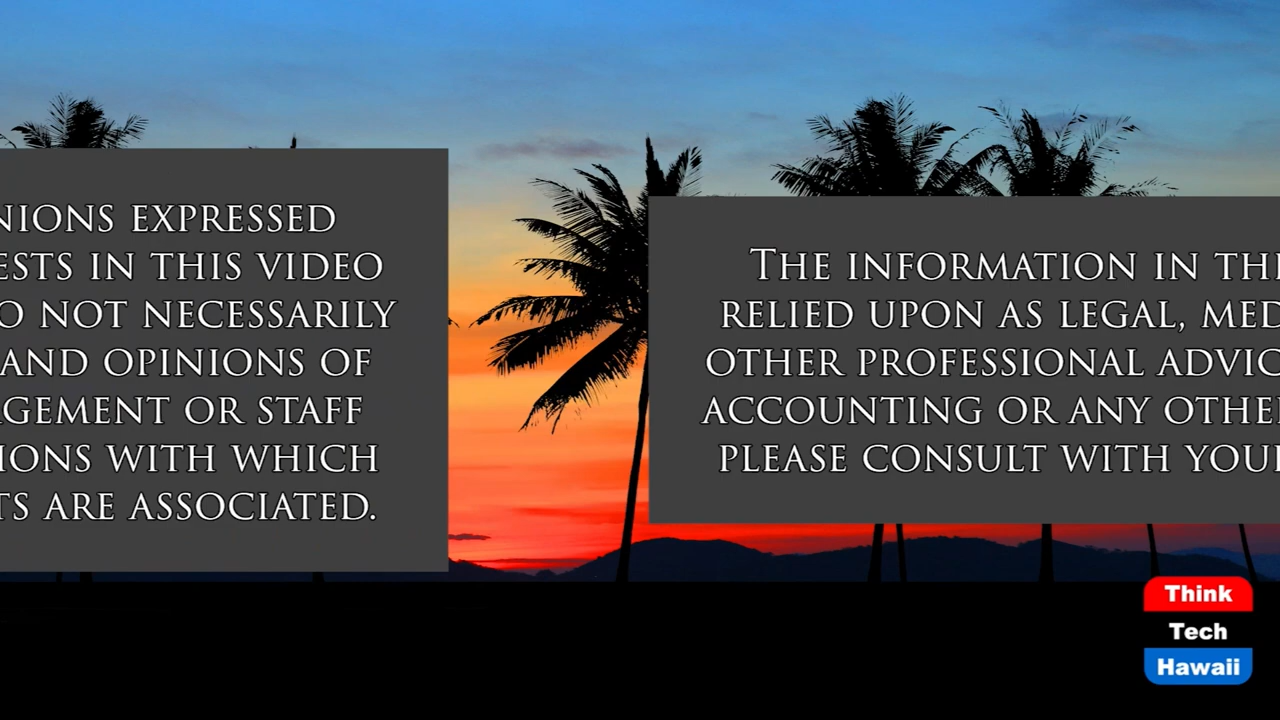 NIONS EXPRESSED
ESTS IN THIS VIDEO
O NOT NECESSARILY
AND OPINIONS OF
GEMENT OR STAFF
IONS WITH WHICH
TS ARE ASSOCIATED.
THE INFORMATION IN THI
RELIED UPON AS LEGAL, MED
OTHER PROFESSIONAL ADVIC
ACCOUNTING OR ANY OTHE
PLEASE CONSULT WITH YOU
Think
Tech
Hawaii